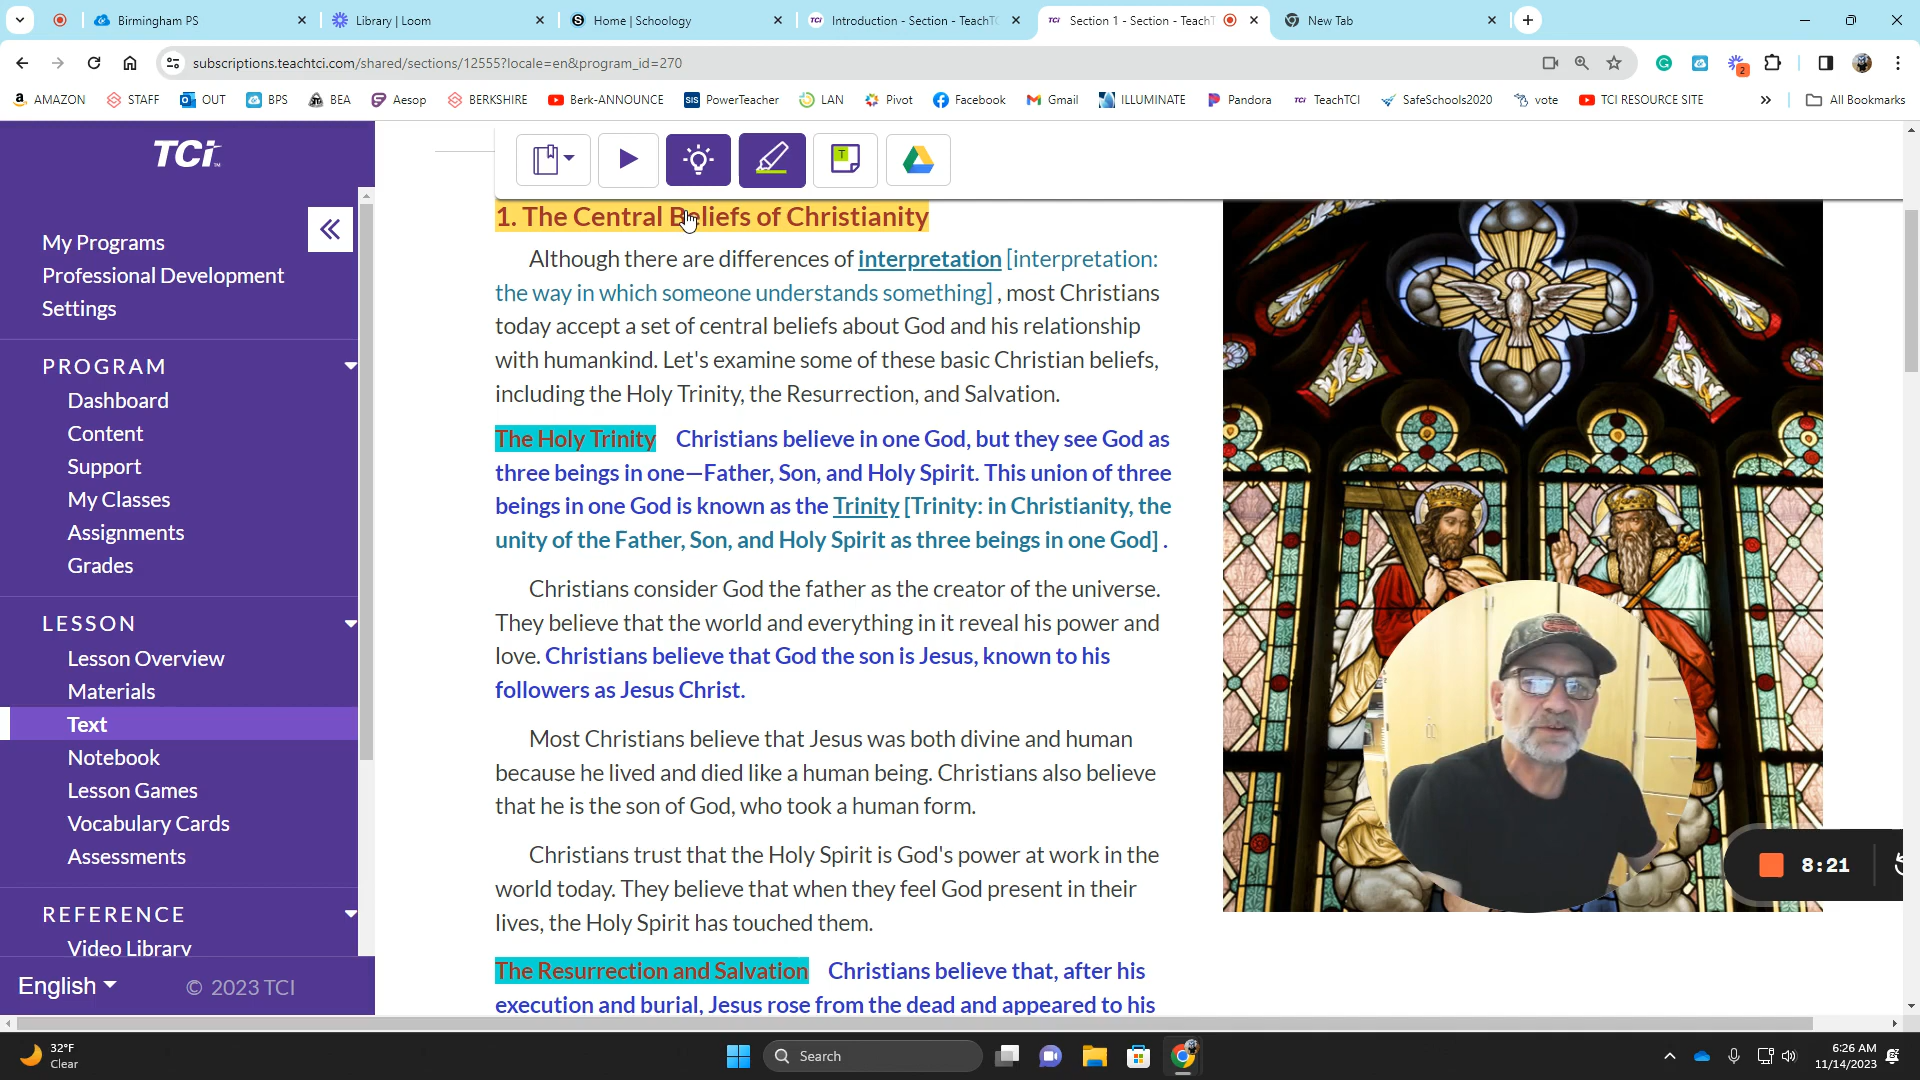 Birmingham PS
Library | Loom
Home | Schoology
Introduction - Section - TeachTC
Section 1 - Section - TeachT
New Tab
subscriptions.teachtci.com/shared/sections/12555?locale=en&program_id=270
2
AMAZON
STAFF
OUT
BPS
BEA
Aesop
BERKSHIRE
Berk-ANNOUNCE
SIS PowerTeacher
LAN
Pivot
Facebook
Gmail
ILLUMINATE
Pandora
TCi TeachTCI
SafeSchools2020
vote
TCI RESOURCE SITE
All Bookmarks
TCi
My Programs
Professional Development
Settings
PROGRAM
Dashboard
Content
Support
My Classes
Assignments
Grades
LESSON
Lesson Overview
Materials
Text
Notebook
Lesson Games
Vocabulary Cards
Assessments
REFERENCE
Video Library
English
© 2023 TCI
T
1. The Central Beliefs of Christianity
Although there are differences of interpretation [interpretation:
the way in which someone understands something] , most Christians
today accept a set of central beliefs about God and his relationship
with humankind. Let's examine some of these basic Christian beliefs,
including the Holy Trinity, the Resurrection, and Salvation.
The Holy Trinity Christians believe in one God, but they see God as
three beings in one—Father, Son, and Holy Spirit. This union of three
beings in one God is known as the Trinity [Trinity: in Christianity, the
unity of the Father, Son, and Holy Spirit as three beings in one God] .
Christians consider God the father as the creator of the universe.
They believe that the world and everything in it reveal his power and
love. Christians believe that God the son is Jesus, known to his
followers as Jesus Christ.
Most Christians believe that Jesus was both divine and human
because he lived and died like a human being. Christians also believe
that he is the son of God, who took a human form.
Christians trust that the Holy Spirit is God's power at work in the
world today. They believe that when they feel God present in their
lives, the Holy Spirit has touched them.
The Resurrection and Salvation Christians believe that, after his
execution and burial, Jesus rose from the dead and appeared to his
8:21
32°F
Clear
Search
6:26 AM
11/14/2023